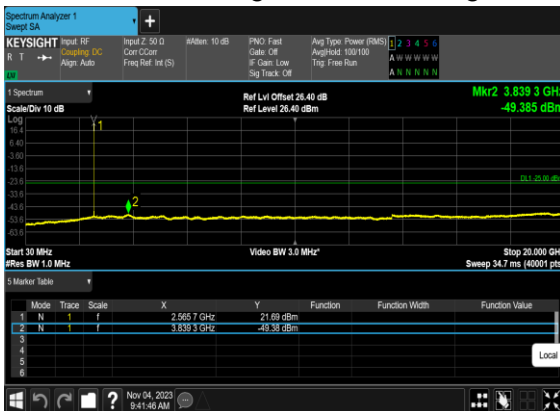 Spectrum Analyzer 1
Swept SA
KEYSIGHT
R T
LV
Input: RF
Coupling: DC
Align: Auto
Input Z: 50 Ω
Corr CCorr
Freq Ref: Int (S)
#Atten: 10 dB
PNO: Fast
Gate: Off
IF Gain: Low
Sig Track: Off
Avg Type: Power (RMS)
Avg|Hold: 100/100
Trig: Free Run
1 2 3 4 5 6
A W W W W W
A N N N N N
1 Spectrum
Scale/Div 10 dB
Ref Lvl Offset 26.40 dB
Ref Level 26.40 dBm
Mkr2 3.839 3 GHz
-49.385 dBm
Log
16.4
6.40
-3.60
-13.6
-23.6
-33.6
-43.6
-53.6
-63.6
1
2
DL1 -25.00 dBm
Start 30 MHz
#Res BW 1.0 MHz
Video BW 3.0 MHz*
Stop 20.000 GH
Sweep 34.7 ms (40001 pts
5 Marker Table
Mode Trace Scale X Y Function Function Width Function Value
1 N 1 f 2.565 7 GHz 21.69 dBm
2 N 1 f 3.839 3 GHz -49.38 dBm
3
4
5
6
Local
?
Nov 04, 2023
9:41:46 AM